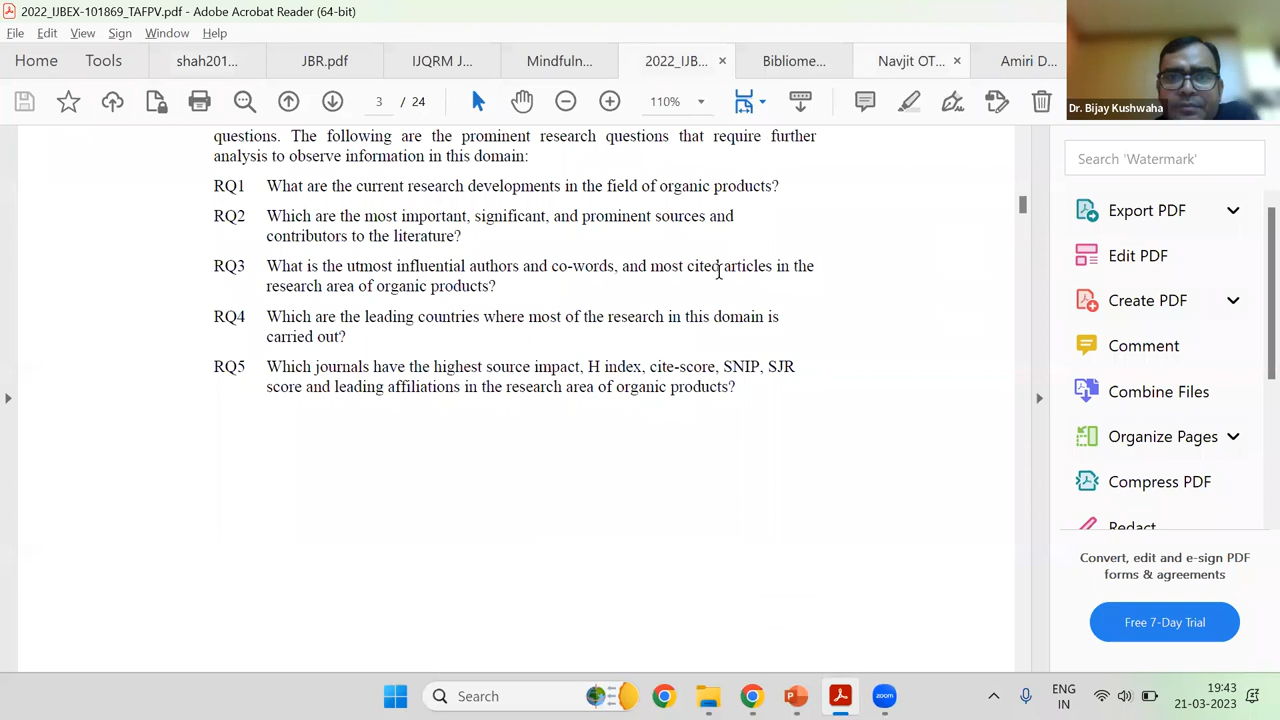 2022_IJBEX-101869_TAFPV.pdf - Adobe Acrobat Reader (64-bit)
File Edit View Sign Window Help
Home Tools shah201... JBR.pdf IJQRM J... Mindfuln... 2022_IJB... Bibliome... Navjit OT... Amiri D...
3 / 24 110%
Dr. Bijay Kushwaha
questions. The following are the prominent research questions that require further
analysis to observe information in this domain:
RQ1 What are the current research developments in the field of organic products?
RQ2 Which are the most important, significant, and prominent sources and
contributors to the literature?
RQ3 What is the utmost influential authors and co-words, and most cited articles in the
research area of organic products?
RQ4 Which are the leading countries where most of the research in this domain is
carried out?
RQ5 Which journals have the highest source impact, H index, cite-score, SNIP, SJR
score and leading affiliations in the research area of organic products?
Search 'Watermark'
Export PDF
Edit PDF
Create PDF
Comment
Combine Files
Organize Pages
Compress PDF
Redact
Convert, edit and e-sign PDF
forms & agreements
Free 7-Day Trial
Search
zoom
ENG
IN
19:43
21-03-2023